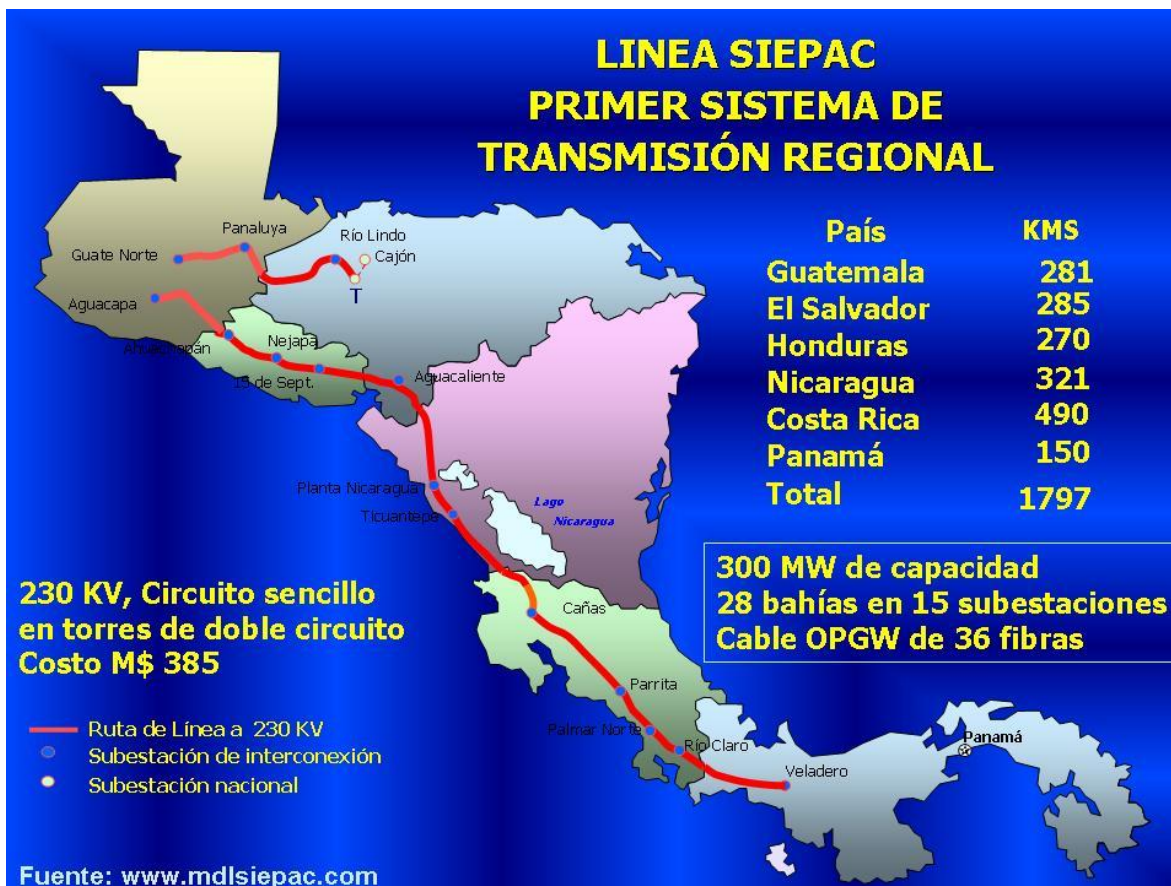 LINEA SIEPAC
PRIMER SISTEMA DE
TRANSMISIÓN REGIONAL
País KMS
Guatemala 281
El Salvador 285
Honduras 270
Nicaragua 321
Costa Rica 490
Panamá 150
Total 1797
Panaluya
Río Lindo
Guate Norte
Cajón
Aguacapa
T
Nejapa
15 de Sept.
Aguacaliente
Planta Nicaragua
Lago
Nicaragua
Ticuantepe
Cañas
Parrita
Palmar Norte
Río Claro
Veladero
Panamá
300 MW de capacidad
28 bahías en 15 subestaciones
Cable OPGW de 36 fibras
230 KV, Circuito sencillo
en torres de doble circuito
Costo M$ 385
Ruta de Línea a 230 KV
Subestación de interconexión
Subestación nacional
Fuente: www.mdlsiepac.com